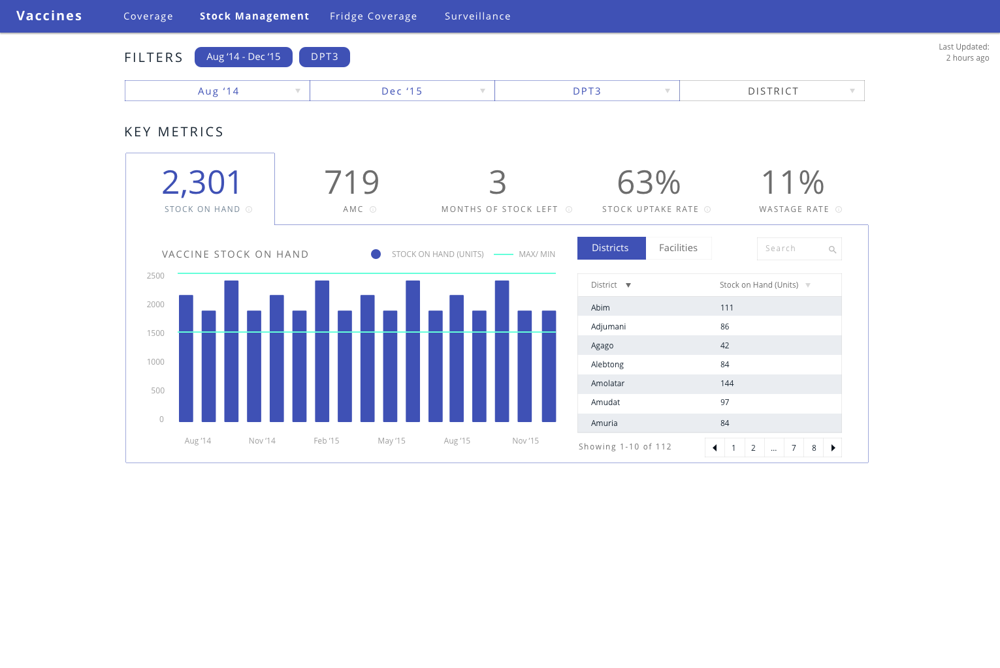 Vaccines Coverage Stock Management Fridge Coverage Surveillance
Last Updated:
2 hours ago
FILTERS Aug ‘14 - Dec ‘15 DPT3
Aug ‘14 Dec ‘15 DPT3 DISTRICT
KEY METRICS
2,301 719 3 63% 11%
STOCK ON HAND AMC MONTHS OF STOCK LEFT STOCK UPTAKE RATE WASTAGE RATE
VACCINE STOCK ON HAND STOCK ON HAND (UNITS) MAX/ MIN
2500
2000
1500
1000
500
0
Aug ‘14 Nov ‘14 Feb ‘15 May ‘15 Aug ‘15 Nov ‘15
Districts Facilities Search
District Stock on Hand (Units)
Abim 111
Adjumani 86
Agago 42
Alebtong 84
Amolatar 144
Amudat 97
Amuria 84
Showing 1-10 of 112 1 2 ... 7 8